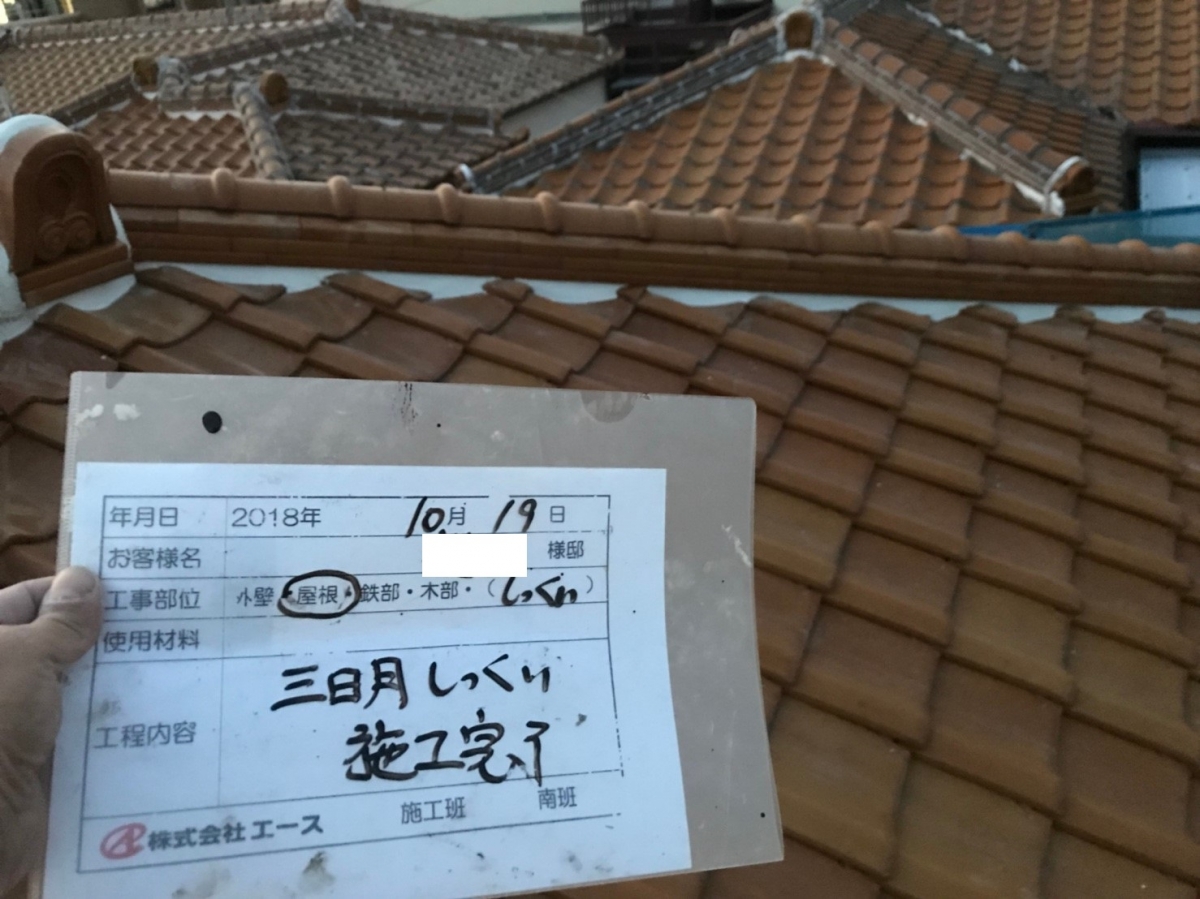 年月日 2018年 10月 19日
お客様名 様邸
工事部位 外壁・屋根・鉄部・木部・(しっくい)
使用材料
工程内容 三日月しっくい
施工完了
株式会社エース 施工班 南班